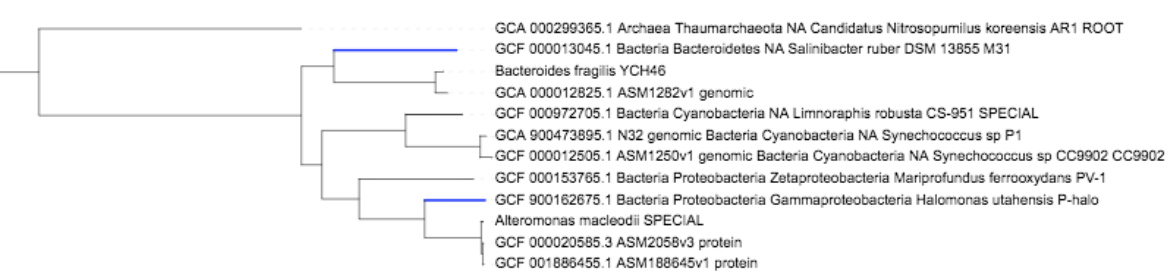 GCA 000299365.1 Archaea Thaumarchaeota NA Candidatus Nitrosopumilus koreensis AR1 ROOT
GCF 000013045.1 Bacteria Bacteroidetes NA Salinibacter ruber DSM 13855 M31
Bacteroides fragilis YCH46
GCA 000012825.1 ASM1282v1 genomic
GCF 000972705.1 Bacteria Cyanobacteria NA Limnoraphis robusta CS-951 SPECIAL
GCA 900473895.1 N32 genomic Bacteria Cyanobacteria NA Synechococcus sp P1
GCF 000012505.1 ASM1250v1 genomic Bacteria Cyanobacteria NA Synechococcus sp CC9902 CC9902
GCF 000153765.1 Bacteria Proteobacteria Zetaproteobacteria Mariprofundus ferrooxydans PV-1
GCF 900162675.1 Bacteria Proteobacteria Gammaproteobacteria Halomonas utahensis P-halo
Alteromonas macleodii SPECIAL
GCF 000020585.3 ASM2058v3 protein
GCF 001886455.1 ASM188645v1 protein